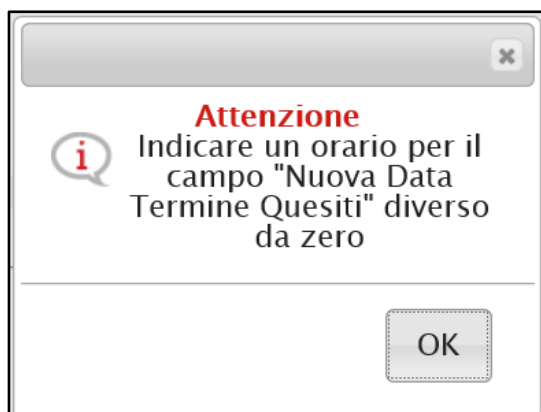 Attenzione
Indicare un orario per il
campo "Nuova Data
Termine Quesiti" diverso
da zero
OK